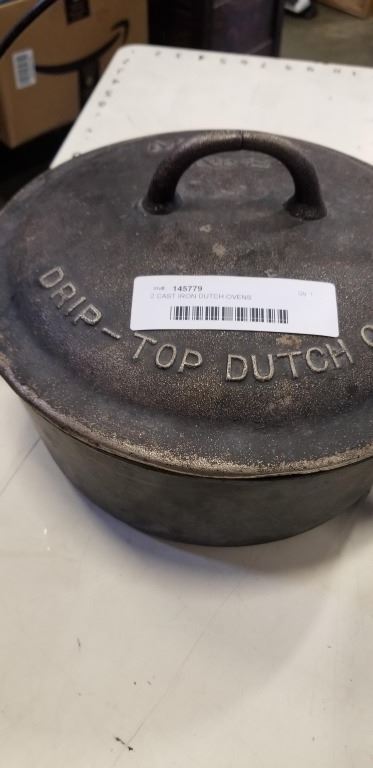 145779
2 CAST IRON DUTCH OVENS
DRIP-TOP DUTCH